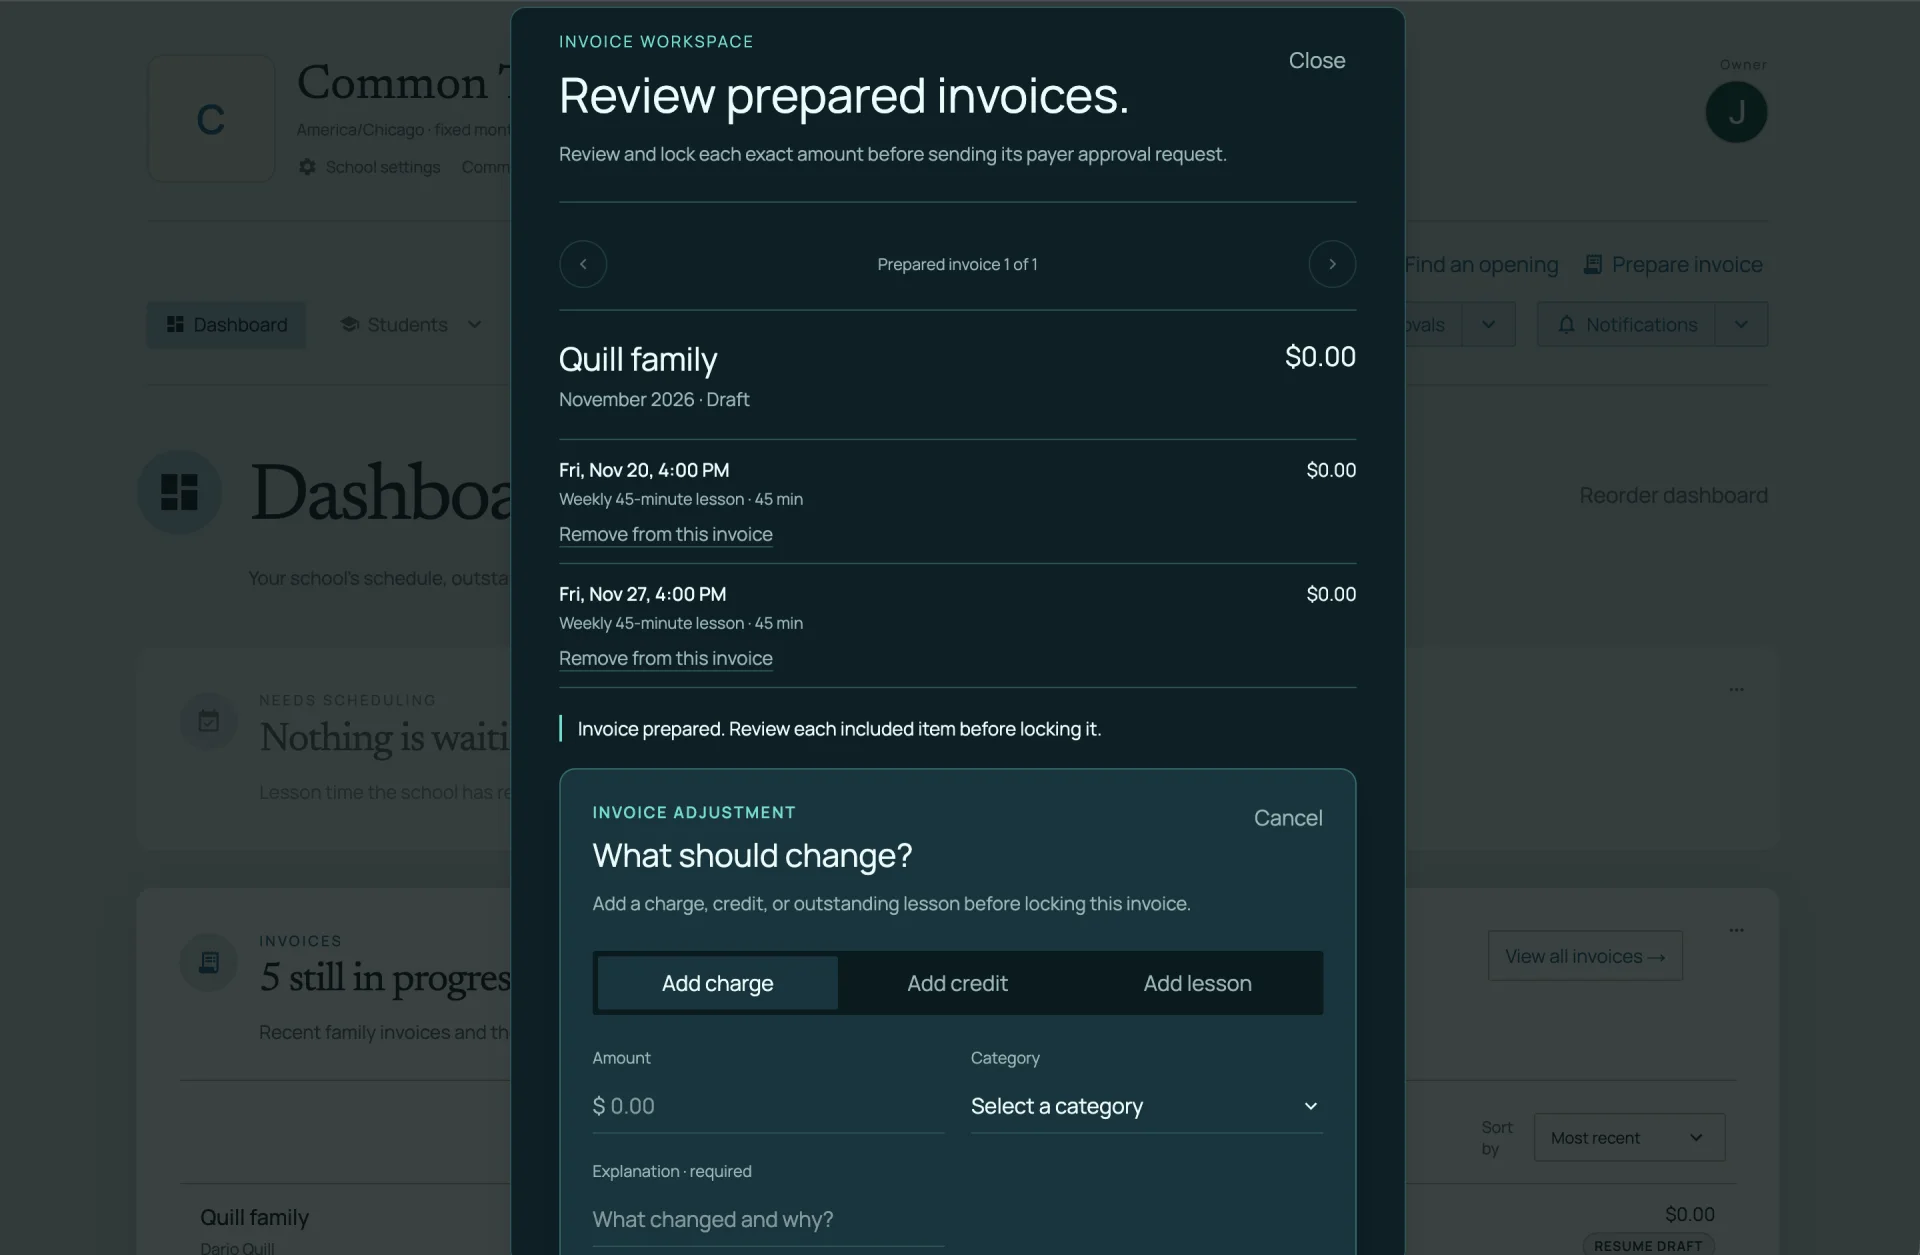 INVOICE WORKSPACE
Close
Review prepared invoices.
Review and lock each exact amount before sending its payer approval request.
Prepared invoice 1 of 1
Quill family
$0.00
November 2026 · Draft
Fri, Nov 20, 4:00 PM
$0.00
Weekly 45-minute lesson · 45 min
Remove from this invoice
Fri, Nov 27, 4:00 PM
$0.00
Weekly 45-minute lesson · 45 min
Remove from this invoice
Invoice prepared. Review each included item before locking it.
INVOICE ADJUSTMENT
Cancel
What should change?
Add a charge, credit, or outstanding lesson before locking this invoice.
Add charge
Add credit
Add lesson
Amount
Category
$ 0.00
Select a category
Explanation · required
What changed and why?
C
Common
America/Chicago · fixed
School settings
Owner
J
Find an opening
Prepare invoice
Dashboard
Students
Notifications
Reorder dashboard
Your school's schedule,
NEEDS SCHEDULING
Nothing is
Lesson time the school has
...
INVOICES
5 still in
View all invoices →
...
Recent family invoices and
Sort
by
Most recent
Quill family
$0.00
Dario Quill
RESUME DRAFT